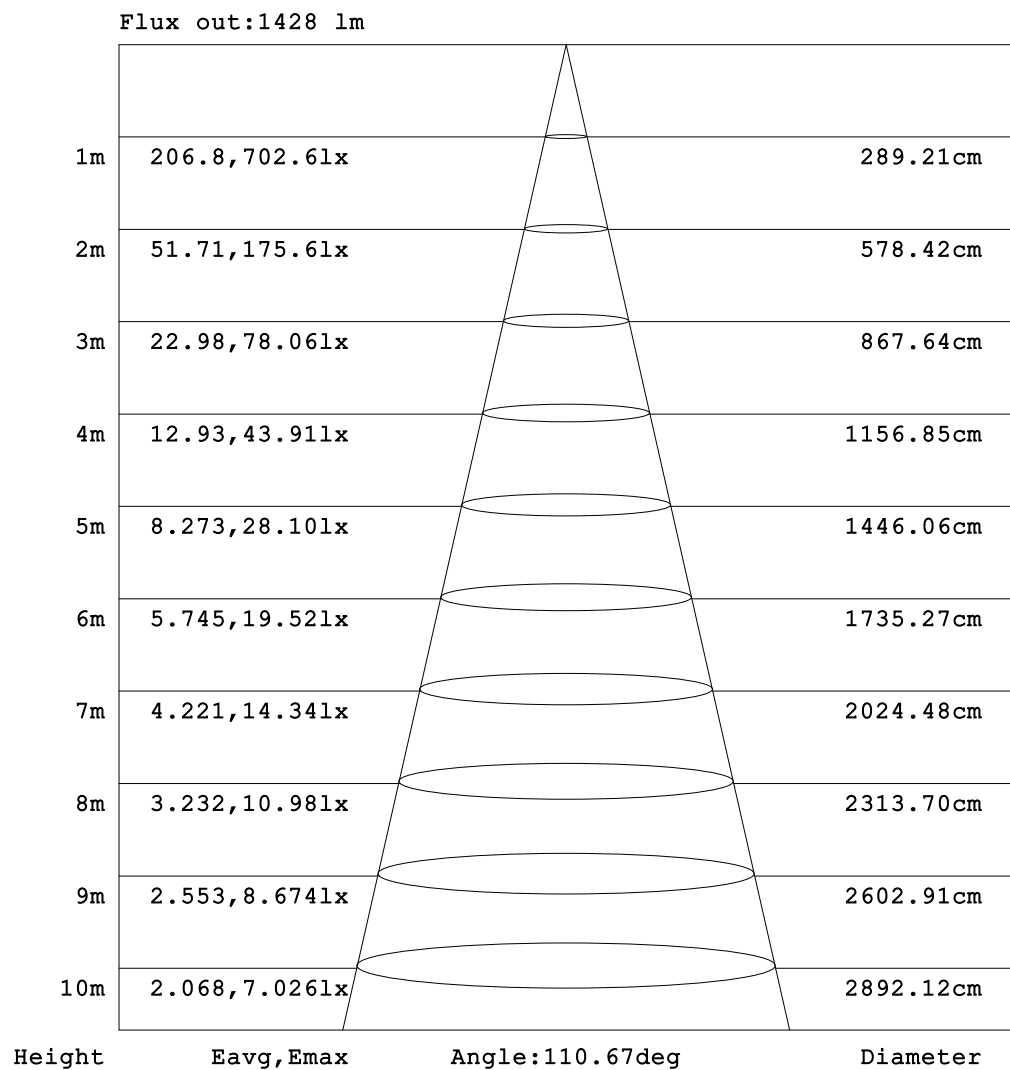 Flux out:1428 lm
1m 206.8,702.6lx 289.21cm
2m 51.71,175.6lx 578.42cm
3m 22.98,78.06lx 867.64cm
4m 12.93,43.91lx 1156.85cm
5m 8.273,28.10lx 1446.06cm
6m 5.745,19.52lx 1735.27cm
7m 4.221,14.34lx 2024.48cm
8m 3.232,10.98lx 2313.70cm
9m 2.553,8.674lx 2602.91cm
10m 2.068,7.026lx 2892.12cm
Height Eavg,Emax Angle:110.67deg Diameter